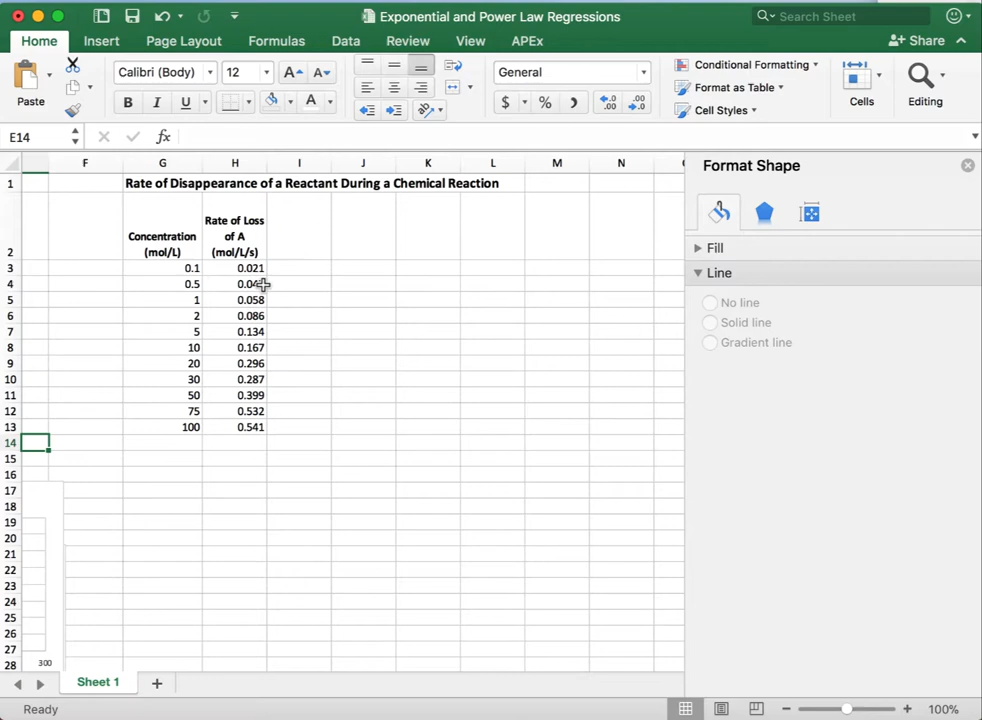 Exponential and Power Law Regressions
Search Sheet
Home Insert Page Layout Formulas Data Review View APEx
Share
Paste
Calibri (Body) 12
A A
B I U A
General
$ % )
Conditional Formatting
Format as Table
Cell Styles
Cells
Editing
E14 fx
F G H I J K L M N
Format Shape
1 Rate of Disappearance of a Reactant During a Chemical Reaction
Rate of Loss
Concentration of A
2 (mol/L) (mol/L/s)
3 0.1 0.021
4 0.5
5 1 0.058
6 2 0.086
7 5 0.134
8 10 0.167
9 20 0.296
10 30 0.287
11 50 0.399
12 75 0.532
13 100 0.541
14
15
16
17
18
19
20
21
22
23
24
25
26
27
28 300
Fill
Line
No line
Solid line
Gradient line
Sheet 1
Ready
100%